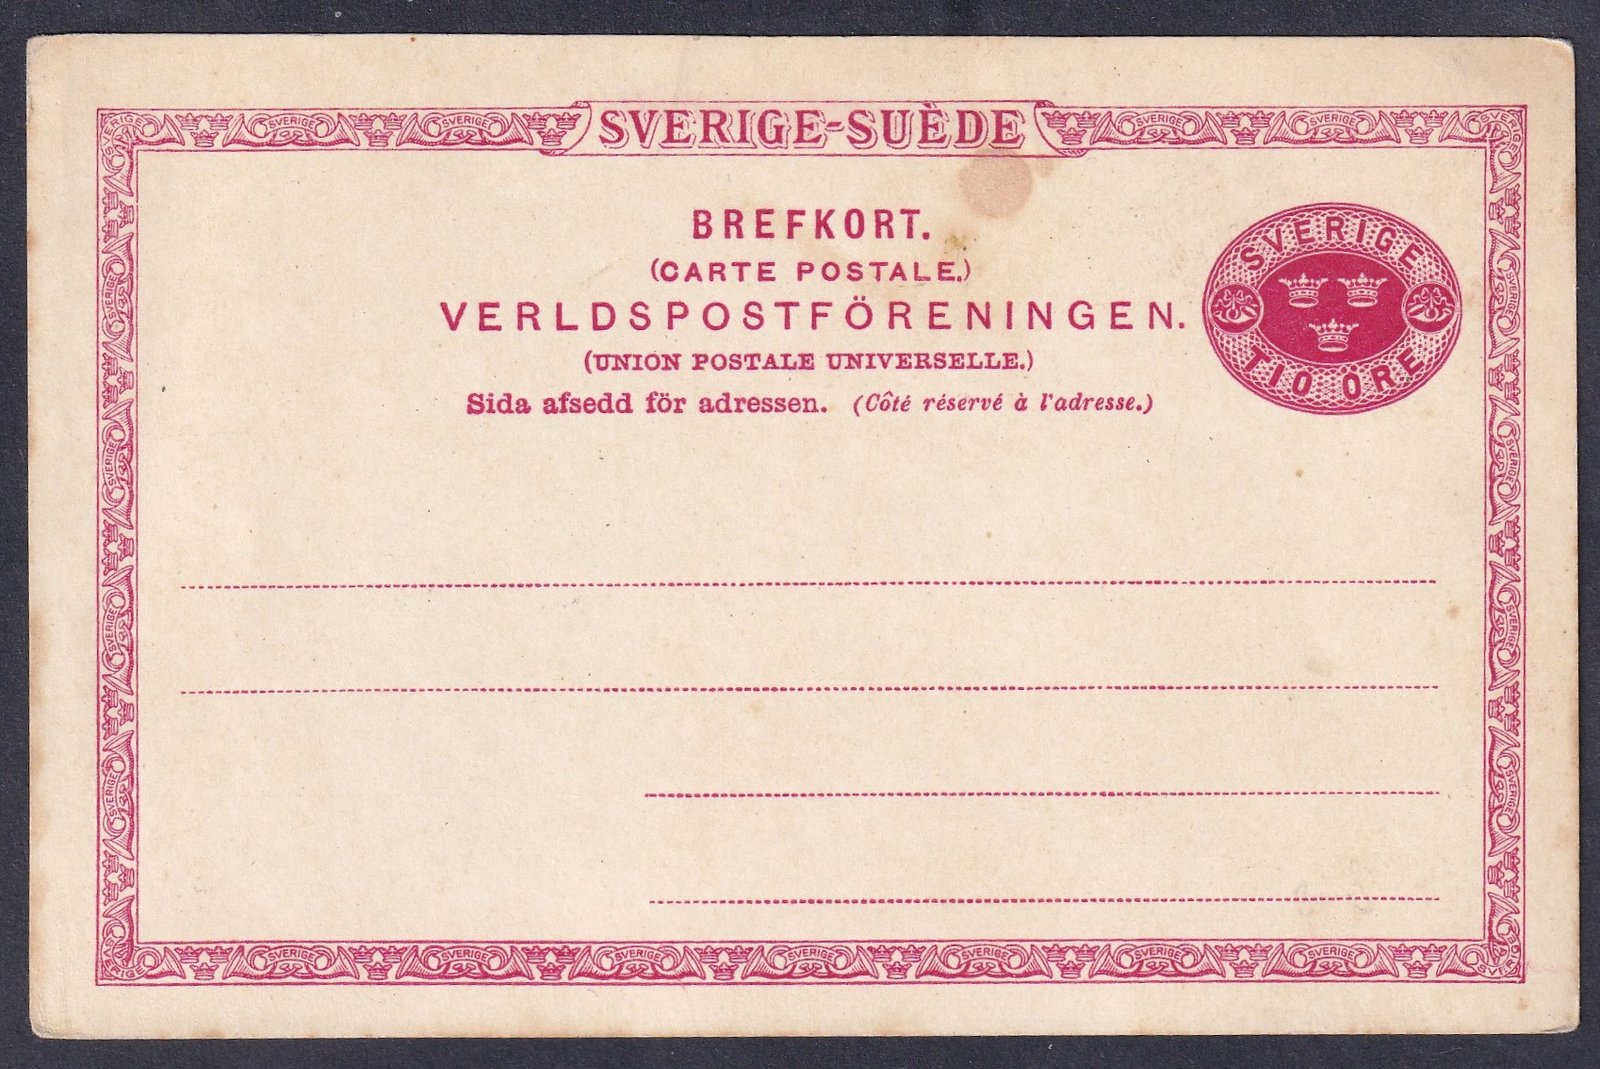 SVERIGE-SUÈDE
BREFKORT.
(CARTE POSTALE.)
VERLDSPOSTFÖRENINGEN.
(UNION POSTALE UNIVERSELLE.)
Sida afsedd för adressen. (Côté réservé à l'adresse.)
SVERIGE
TIO ÖRE